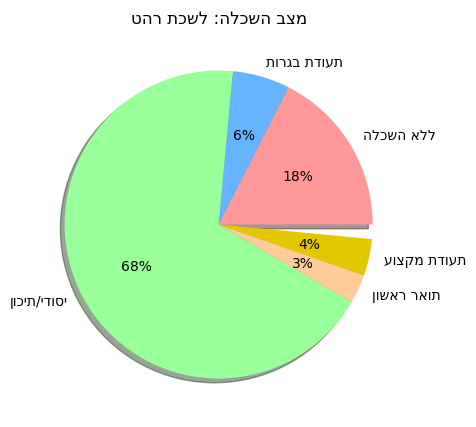 מצב השכלה: לשכת רהט
תעודת בגרות
6%
ללא השכלה
18%
4%
תעודת מקצוע
3%
68%
תואר ראשון
יסודי/תיכון